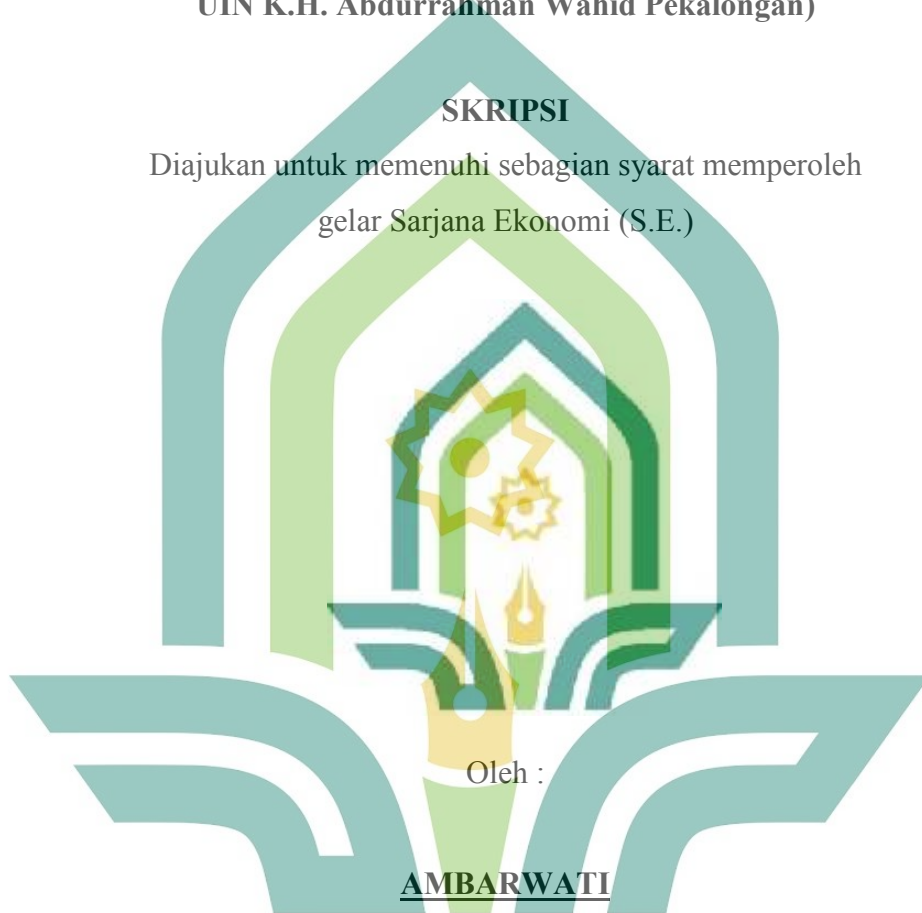 UIN K.H. Abdurrahman Wahid Pekalongan)
SKRIPSI
Diajukan untuk memenuhi sebagian syarat memperoleh
gelar Sarjana Ekonomi (S.E.)
Oleh :
AMBARWATI